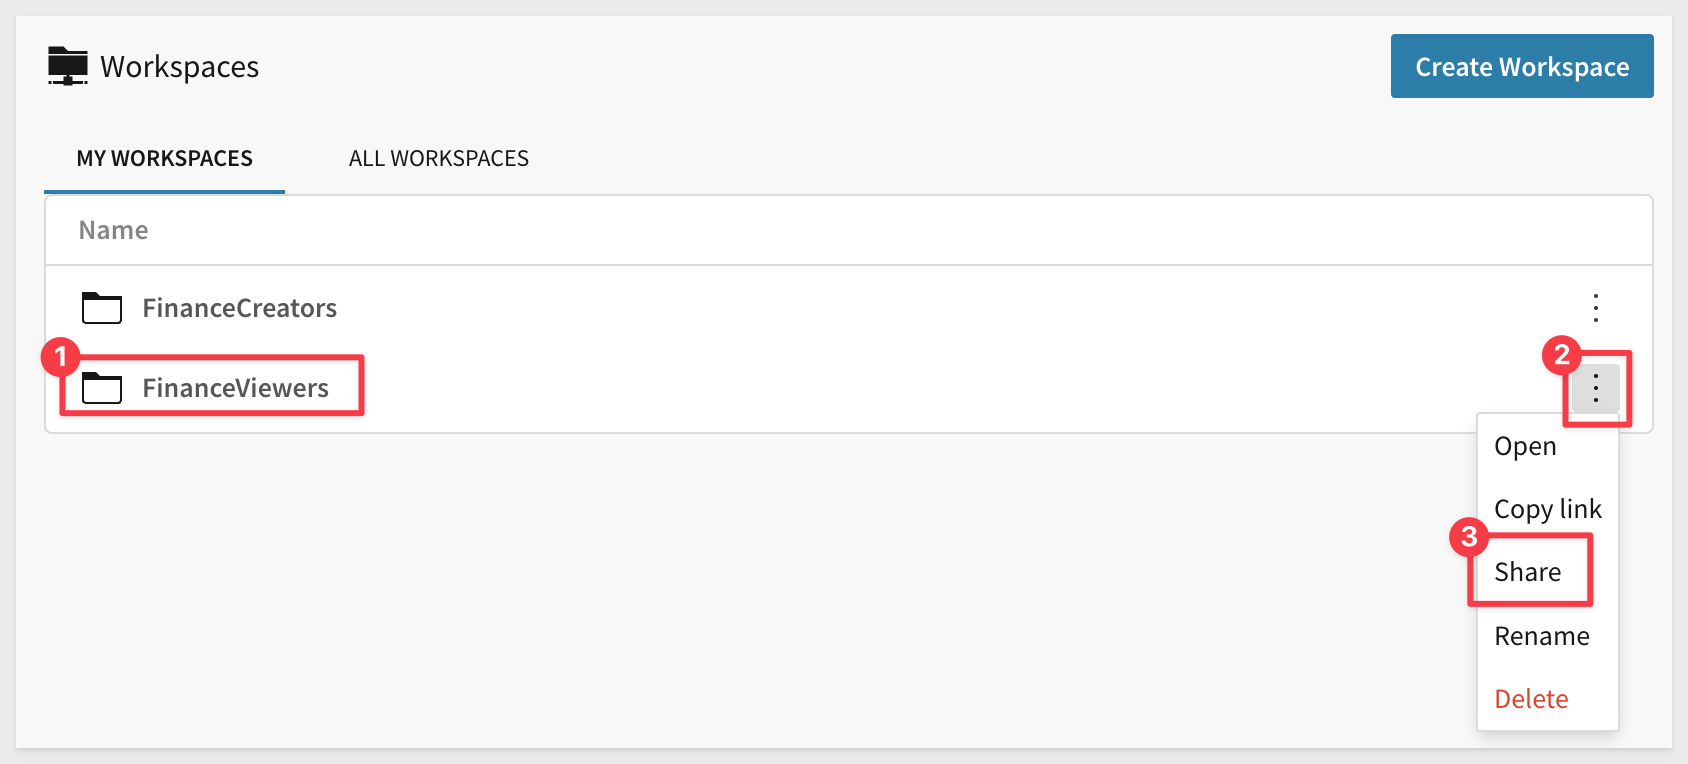 Workspaces
Create Workspace
MY WORKSPACES
ALL WORKSPACES
Name
FinanceCreators
1
FinanceViewers
2
Open
Copy link
3
Share
Rename
Delete